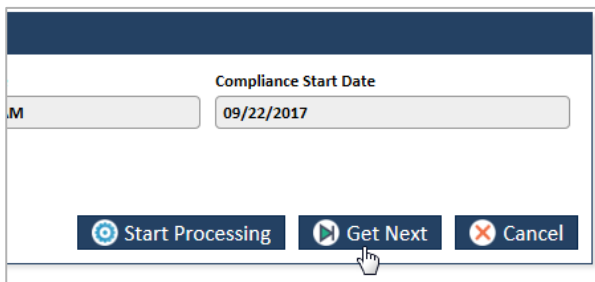 Compliance Start Date
AM 09/22/2017
Start Processing Get Next Cancel